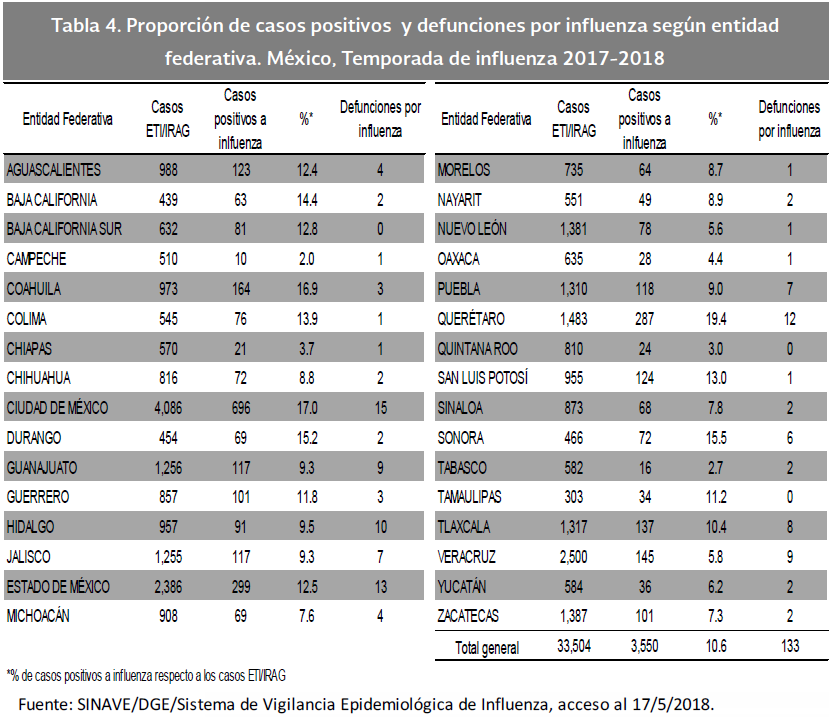 Tabla 4. Proporción de casos positivos y defunciones por influenza según entidad
federativa. México, Temporada de influenza 2017-2018
Entidad Federativa Casos ETI/IRAG Casos positivos a inlfuenza %* Defunciones por influenza
AGUASCALIENTES 988 123 12.4 4
BAJA CALIFORNIA 439 63 14.4 2
BAJA CALIFORNIA SUR 632 81 12.8 0
CAMPECHE 510 10 2.0 1
COAHUILA 973 164 16.9 3
COLIMA 545 76 13.9 1
CHIAPAS 570 21 3.7 1
CHIHUAHUA 816 72 8.8 2
CIUDAD DE MÉXICO 4,086 696 17.0 15
DURANGO 454 69 15.2 2
GUANAJUATO 1,256 117 9.3 9
GUERRERO 857 101 11.8 3
HIDALGO 957 91 9.5 10
JALISCO 1,255 117 9.3 7
ESTADO DE MÉXICO 2,386 299 12.5 13
MICHOACÁN 908 69 7.6 4
Entidad Federativa Casos ETI/IRAG Casos positivos a inlfuenza %* Defunciones por influenza
MORELOS 735 64 8.7 1
NAYARIT 551 49 8.9 2
NUEVO LEÓN 1,381 78 5.6 1
OAXACA 635 28 4.4 1
PUEBLA 1,310 118 9.0 7
QUERÉTARO 1,483 287 19.4 12
QUINTANA ROO 810 24 3.0 0
SAN LUIS POTOSÍ 955 124 13.0 1
SINALOA 873 68 7.8 2
SONORA 466 72 15.5 6
TABASCO 582 16 2.7 2
TAMAULIPAS 303 34 11.2 0
TLAXCALA 1,317 137 10.4 8
VERACRUZ 2,500 145 5.8 9
YUCATÁN 584 36 6.2 2
ZACATECAS 1,387 101 7.3 2
Total general 33,504 3,550 10.6 133
*% de casos positivos a influenza respecto a los casos ETI/IRAG
Fuente: SINAVE/DGE/Sistema de Vigilancia Epidemiológica de Influenza, acceso al 17/5/2018.